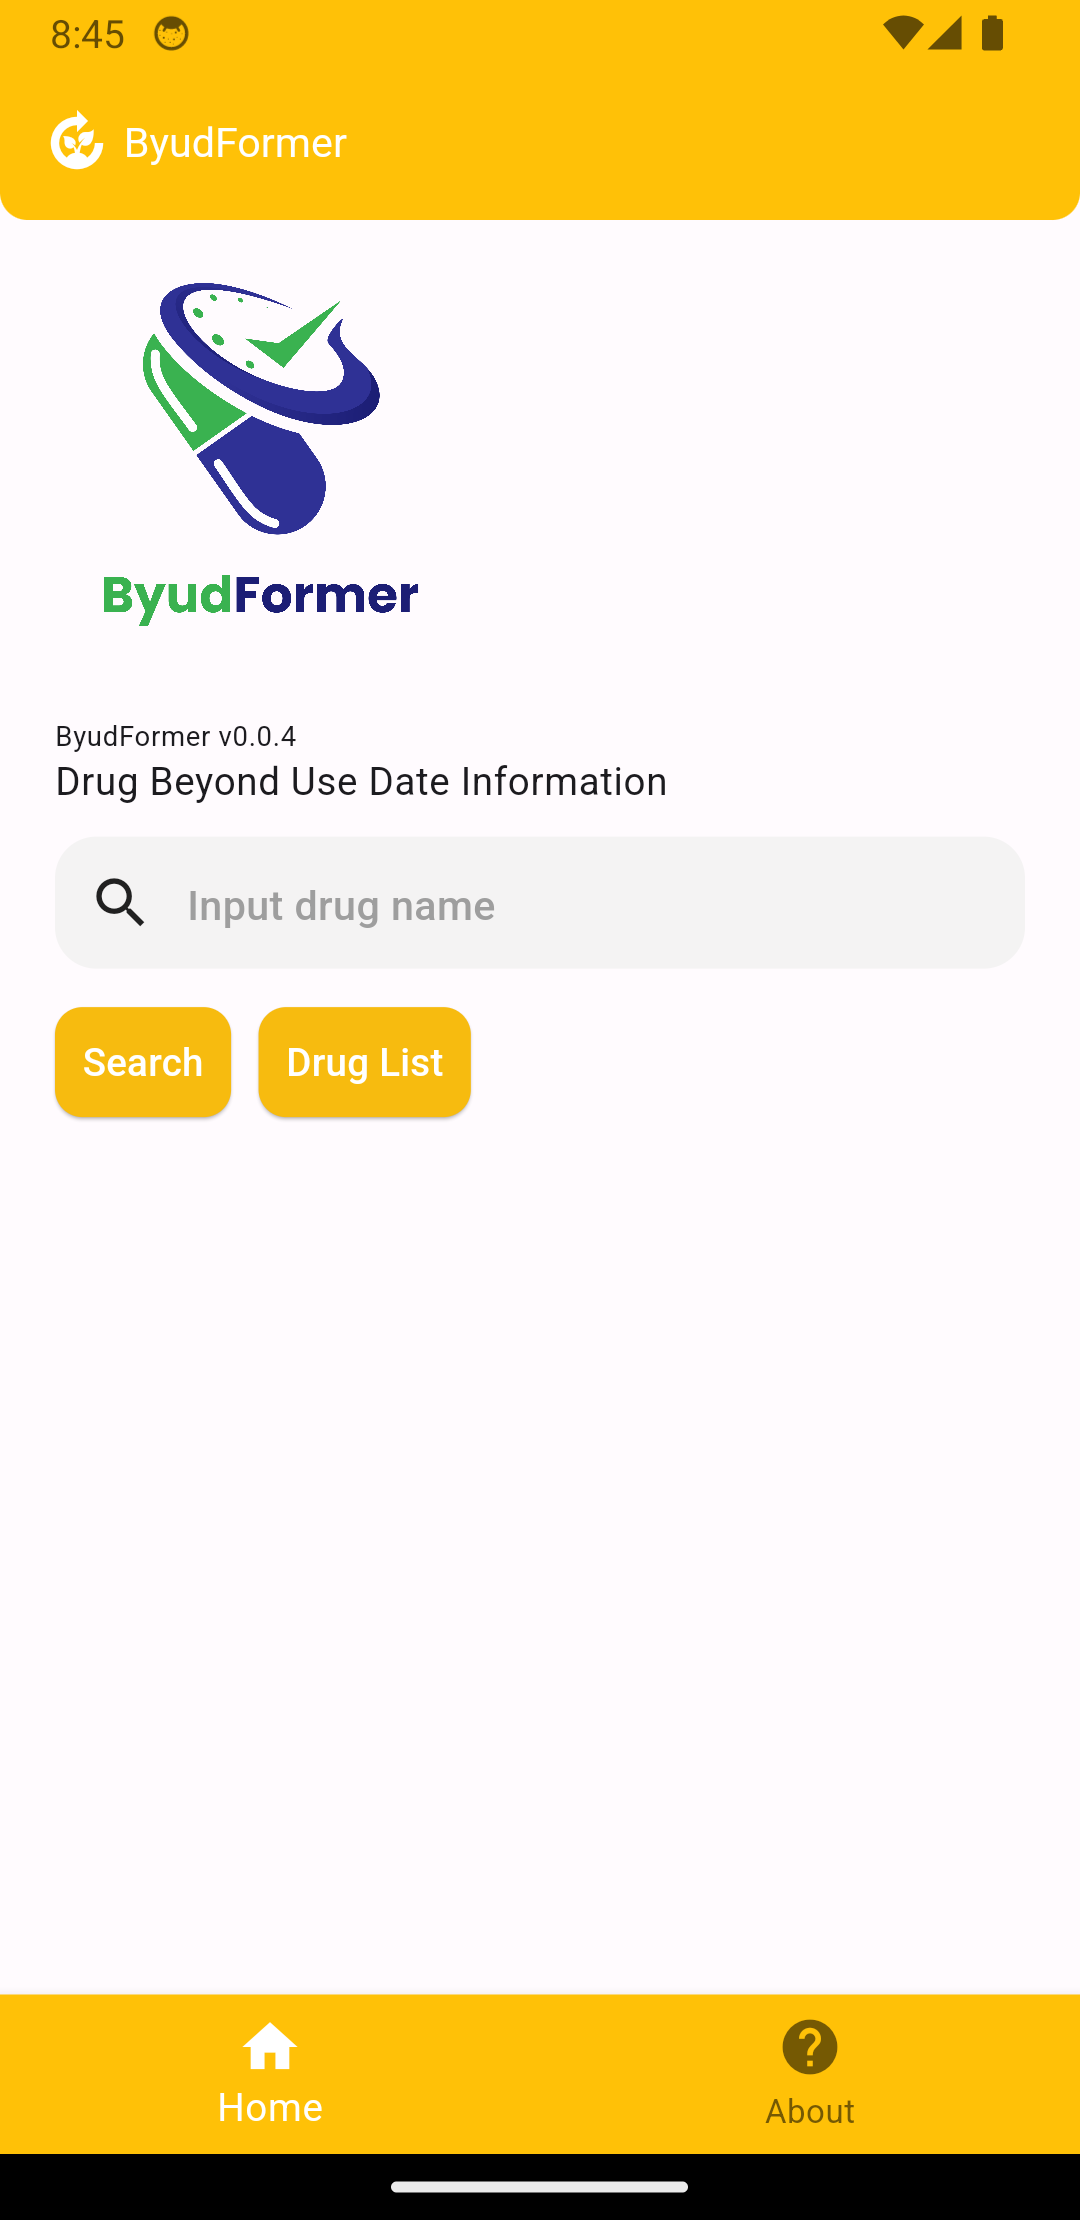 8:45
ByudFormer
ByudFormer
ByudFormer v0.0.4
Drug Beyond Use Date Information
Input drug name
Search Drug List
Home About